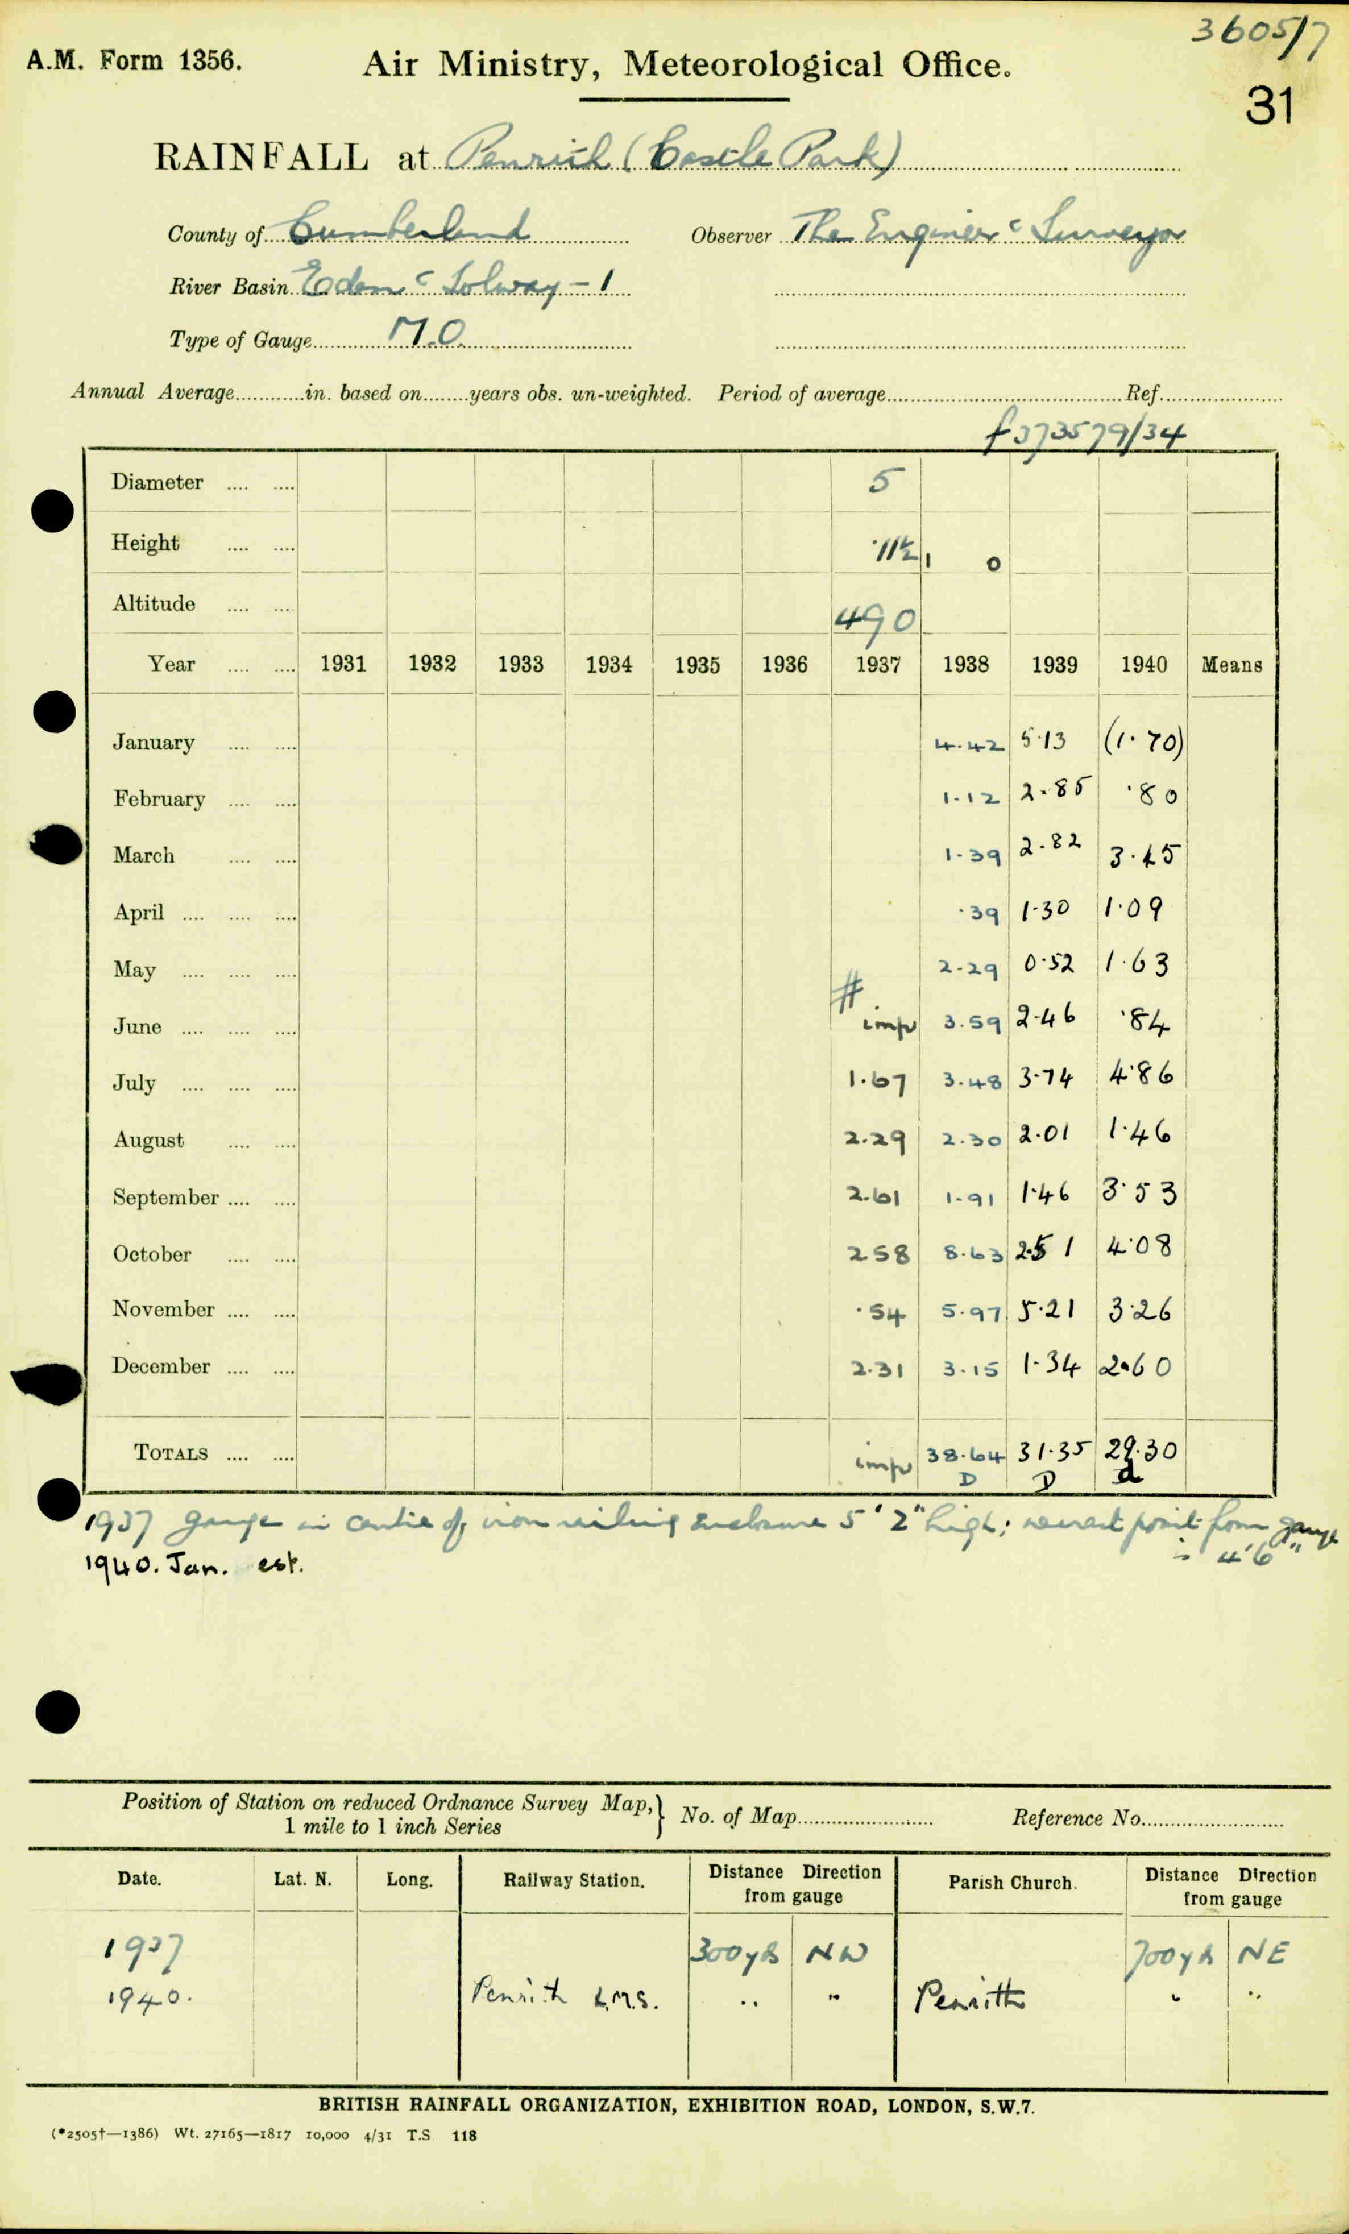 3605/7
A.M. Form 1356. Air Ministry, Meteorological Office.
31
RAINFALL at Penrith (Castle Park)
County of Cumberland Observer The Engineer & Surveyor
River Basin Eden & Solway - 1
Type of Gauge M.O.
Annual Average in. based on years obs. un-weighted. Period of average Ref.
f373579/34
Diameter 5
Height .11½ 1 0
Altitude 490
Year 1931 1932 1933 1934 1935 1936 1937 1938 1939 1940 Means
January 4.42 5.13 (1.70)
February 1.12 2.85 .80
March 1.39 2.82 3.45
April .39 1.30 1.09
May 2.29 0.52 1.63
June # imp 3.59 2.46 .84
July 1.67 3.48 3.74 4.86
August 2.29 2.30 2.01 1.46
September 2.61 1.91 1.46 3.53
October 258 8.63 2.51 4.08
November .54 5.97 5.21 3.26
December 2.31 3.15 1.34 2.60
TOTALS imp 38.64 31.35 29.30
D D d
1937 gauge in centre of iron railing enclosure 5' 2" high; nearest point from gauge
is 4'6"
1940. Jan. est.
Position of Station on reduced Ordnance Survey Map, } No. of Map Reference No.
1 mile to 1 inch Series
Date. Lat. N. Long. Railway Station. Distance Direction from gauge Parish Church. Distance Direction from gauge
1937 300yds NW 700yds NE
1940. Penrith L.M.S. " " Penrith " "
BRITISH RAINFALL ORGANIZATION, EXHIBITION ROAD, LONDON, S.W.7.
(*2505†—1386) Wt. 27165—1817 10,000 4/31 T.S 118